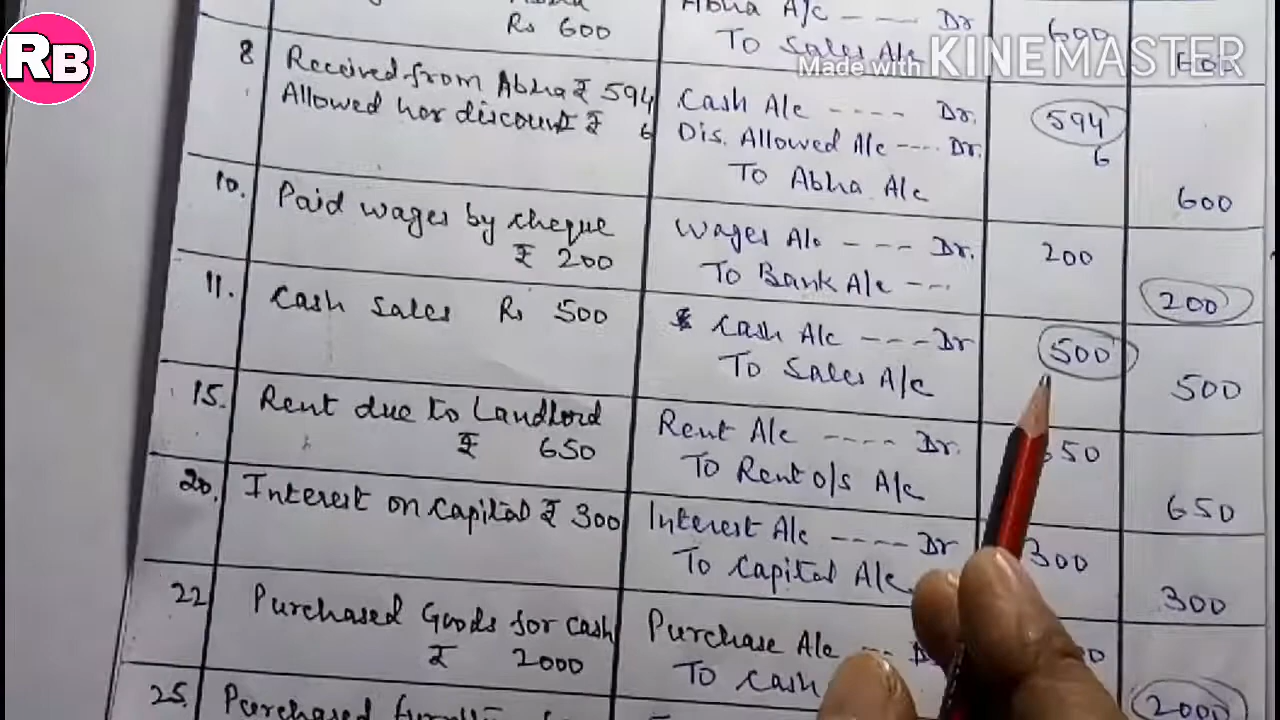 RB
Made with KINEMASTER
Rs 600
Abha A/c ---- Dr
To Sales A/c
600
600
8 Received from Abha ₹ 594
Allowed her discount ₹ 6
Cash A/c ---- Dr.
Dis. Allowed A/c ---- Dr.
To Abha A/c
594
6
600
10. Paid wages by cheque
₹ 200
Wages A/c ---- Dr.
To Bank A/c ---
200
200
11. Cash Sales Rs 500
Cash A/c ---- Dr
To Sales A/c
500
500
15. Rent due to Landlord
₹ 650
Rent A/c ---- Dr.
To Rent o/s A/c
50
650
20. Interest on Capital ₹ 300
Interest A/c ---- Dr
To Capital A/c
300
300
22 Purchased Goods for cash
₹ 2000
Purchase A/c --
To Cash
2000
25. Purchased